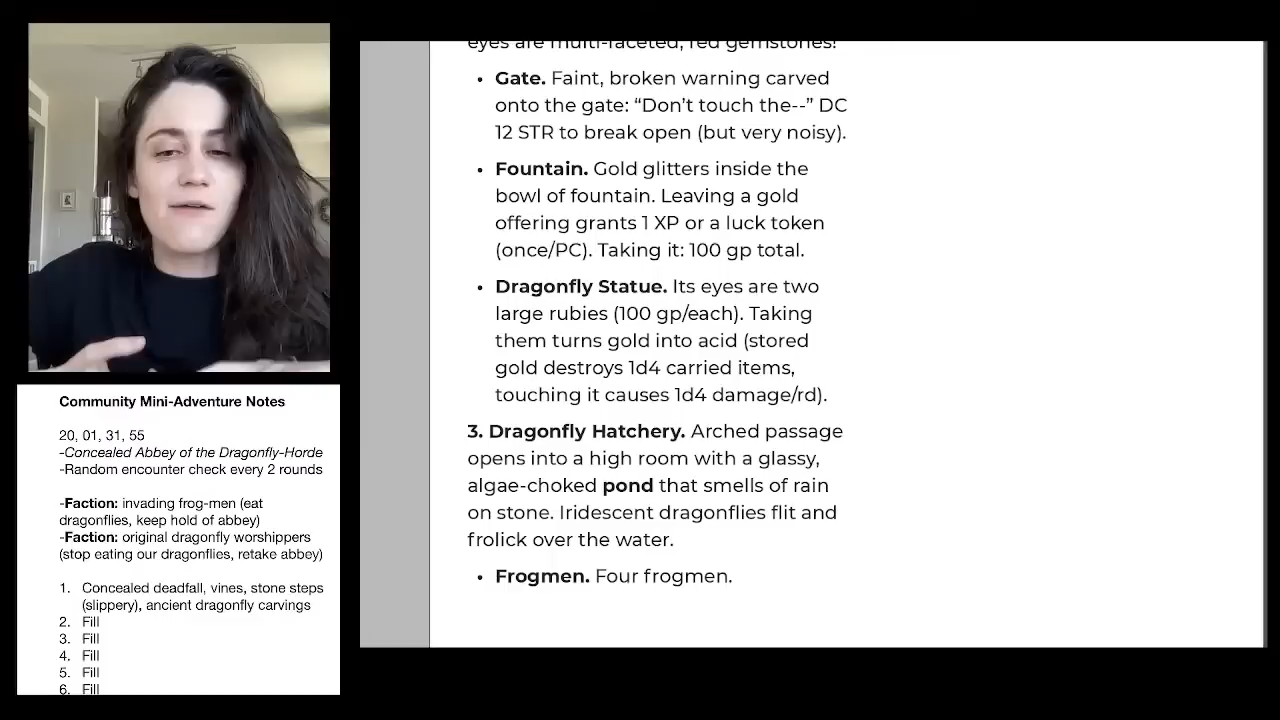 eyes are multi-faceted, red gemstones!
• Gate. Faint, broken warning carved
onto the gate: “Don’t touch the--” DC
12 STR to break open (but very noisy).
• Fountain. Gold glitters inside the
bowl of fountain. Leaving a gold
offering grants 1 XP or a luck token
(once/PC). Taking it: 100 gp total.
• Dragonfly Statue. Its eyes are two
large rubies (100 gp/each). Taking
them turns gold into acid (stored
gold destroys 1d4 carried items,
touching it causes 1d4 damage/rd).
3. Dragonfly Hatchery. Arched passage
opens into a high room with a glassy,
algae-choked pond that smells of rain
on stone. Iridescent dragonflies flit and
frolick over the water.
• Frogmen. Four frogmen.
Community Mini-Adventure Notes
20, 01, 31, 55
-Concealed Abbey of the Dragonfly-Horde
-Random encounter check every 2 rounds
-Faction: invading frog-men (eat
dragonflies, keep hold of abbey)
-Faction: original dragonfly worshippers
(stop eating our dragonflies, retake abbey)
1. Concealed deadfall, vines, stone steps
(slippery), ancient dragonfly carvings
2. Fill
3. Fill
4. Fill
5. Fill
6. Fill